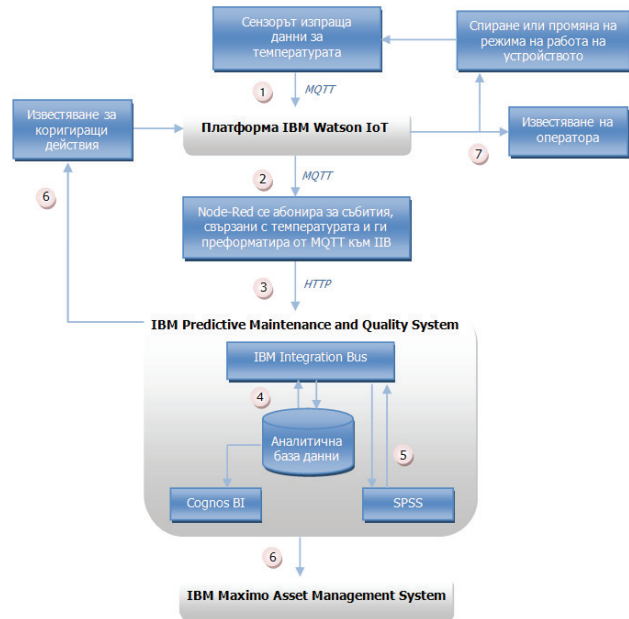 Сензорът изпраща
данни за
температурата
Спиране или промяна на
режима на работа на
устройството
1
MQTT
Известяване за
коригиращи
действия
Платформа IBM Watson IoT
Известяване на
оператора
7
6
2
MQTT
Node-Red се абонира за събития,
свързани с температурата и ги
преформатира от MQTT към IIB
3
HTTP
IBM Predictive Maintenance and Quality System
IBM Integration Bus
4
Аналитична
база данни
5
Cognos BI
SPSS
6
IBM Maximo Asset Management System